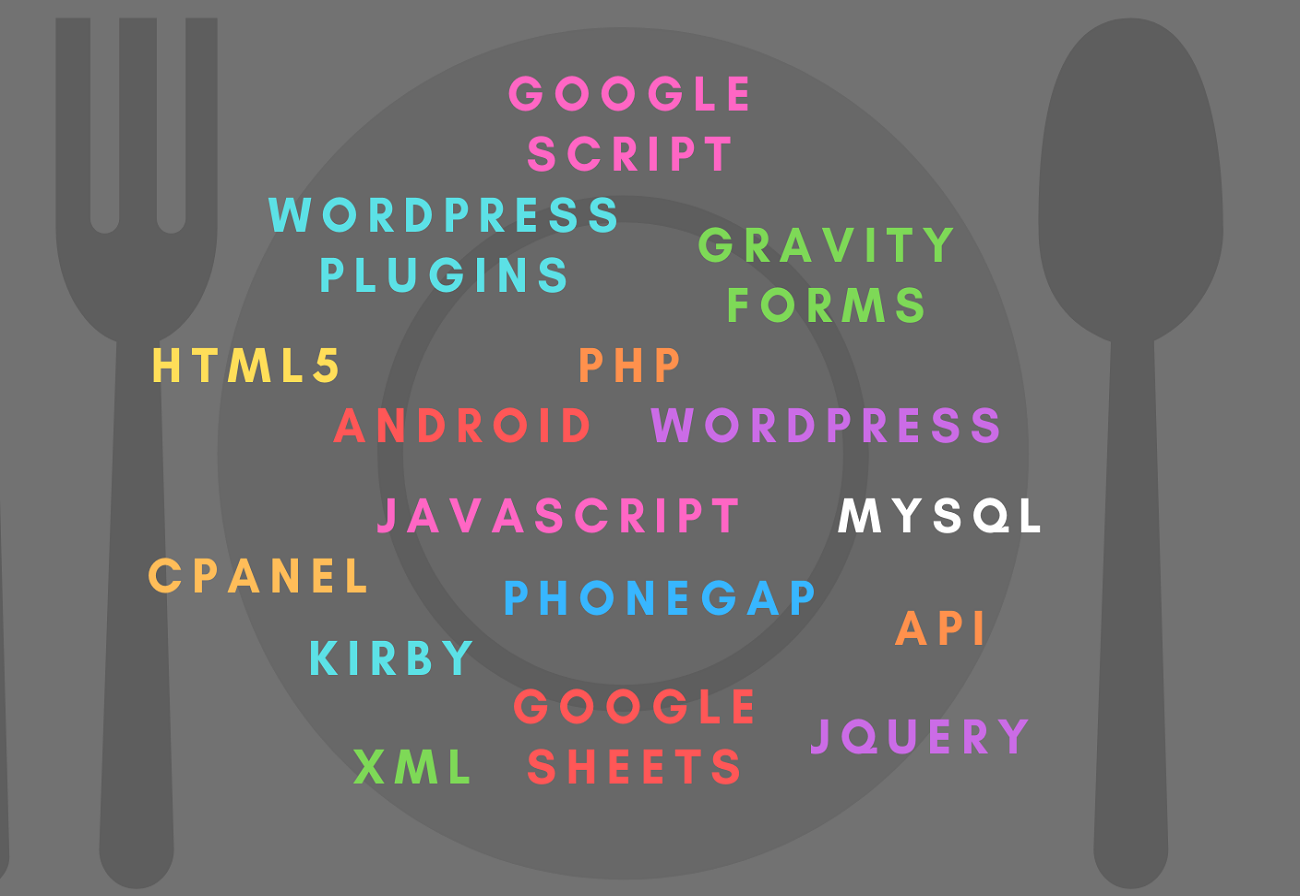 GOOGLE
SCRIPT
WORDPRESS
PLUGINS
GRAVITY
FORMS
HTML5
PHP
ANDROID
WORDPRESS
JAVASCRIPT
MYSQL
CPANEL
PHONEGAP
API
KIRBY
GOOGLE
SHEETS
JQUERY
XML